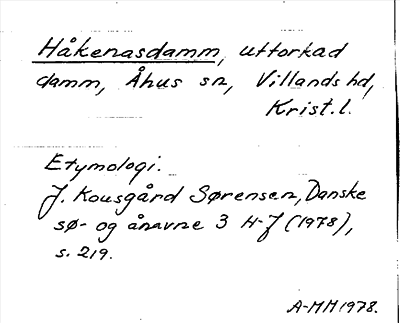 Håkenasdamm, uttorkad
damm, Åhus sn, Villands hd,
Krist. l.
Etymologi.
J. Kousgård Sørensen, Danske
sø- og ånavne 3 H-J (1978),
s. 219.
A-MH 1978.